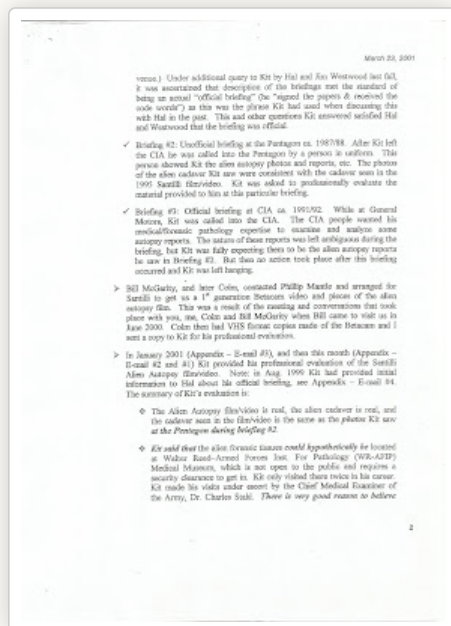 March 23, 2001
venue.) Under additional query to Kit by Hal and Jim Westwood last fall,
it was ascertained that description of the briefings met the standard of
being an actual "official briefing" (he "signed the papers & received the
code words") as this was the phrase Kit had used when discussing this
with Hal in the past. This and other questions Kit answered satisfied Hal
and Westwood that the briefing was official.
✓ Briefing #2: Unofficial briefing at the Pentagon ca. 1987/88. After Kit left
the CIA he was called into the Pentagon by a person in uniform. This
person showed Kit the alien autopsy photos and reports, etc. The photos
of the alien cadaver Kit saw were consistent with the cadaver seen in the
1995 Santilli film/video. Kit was asked to professionally evaluate the
material provided to him at this particular briefing.
✓ Briefing #3: Official briefing at CIA ca. 1991/92. While at General
Motors, Kit was called into the CIA. The CIA people wanted his
medical/forensic pathology expertise to examine and analyze some
autopsy reports. The nature of these reports was left ambiguous during the
briefing, but Kit was fully expecting them to be the alien autopsy reports
he saw in Briefing #2. But then no action took place after this briefing
occurred and Kit was left hanging.
➢ Bill McGarity, and later Colm, contacted Phillip Mantle and arranged for
Santilli to get us a 1st generation Betacam video and pieces of the alien
autopsy film. This was a result of the meeting and conversations that took
place with you, me, Colm and Bill McGarity when Bill came to visit us in
June 2000. Colm then had VHS format copies made of the Betacam and I
sent a copy to Kit for his professional evaluation.
➢ In January 2001 (Appendix – E-mail #3), and then this month (Appendix –
E-mail #2 and #1) Kit provided his professional evaluation of the Santilli
Alien Autopsy film/video. Note: in Aug. 1999 Kit had provided initial
information to Hal about his official briefing, see Appendix – E-mail #4.
The summary of Kit's evaluation is:
❖ The Alien Autopsy film/video is real, the alien cadaver is real, and
the cadaver seen in the film/video is the same as the photos Kit saw
at the Pentagon during briefing #2.
❖ Kit said that the alien forensic tissues could hypothetically be located
at Walter Reed–Armed Forces Inst. For Pathology (WR-AFIP)
Medical Museum, which is not open to the public and requires a
security clearance to get in. Kit only visited there twice in his career.
Kit made his visits under escort by the Chief Medical Examiner of
the Army, Dr. Charles Stahl. There is very good reason to believe
2